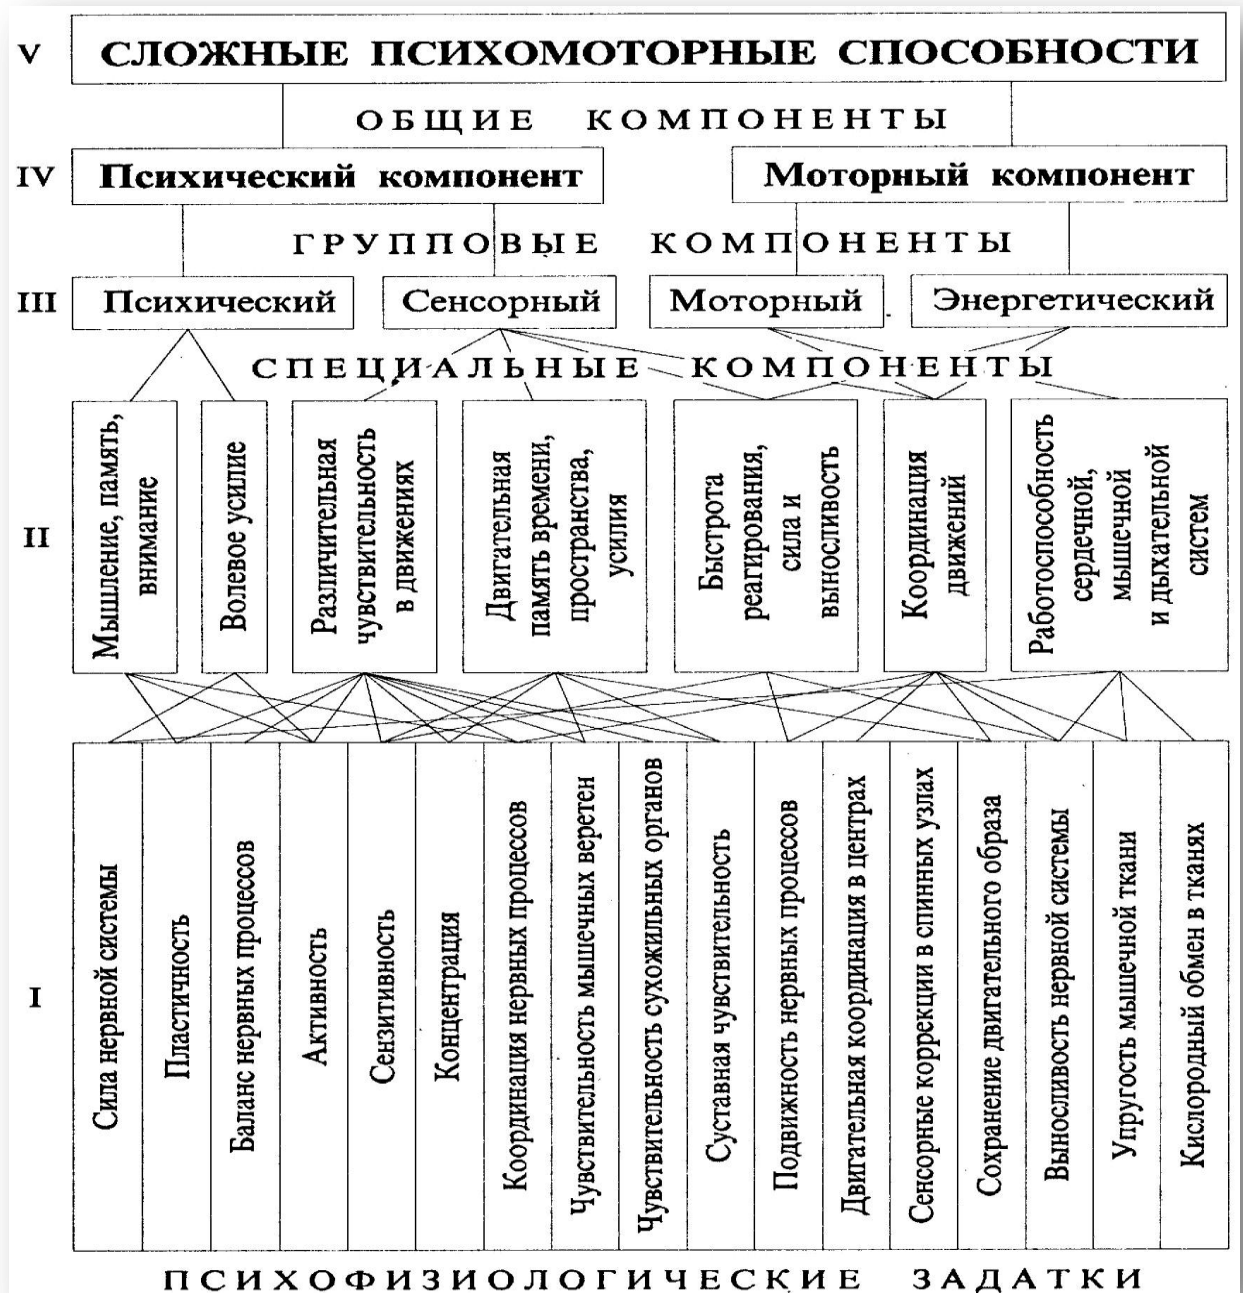 V
СЛОЖНЫЕ ПСИХОМОТОРНЫЕ СПОСОБНОСТИ
ОБЩИЕ КОМПОНЕНТЫ
IV
Психический компонент
Моторный компонент
ГРУППОВЫЕ КОМПОНЕНТЫ
III
Психический
Сенсорный
Моторный
Энергетический
СПЕЦИАЛЬНЫЕ КОМПОНЕНТЫ
II
Мышление, память,
внимание
Волевое усилие
Различительная
чувствительность
в движениях
Двигательная
память времени,
пространства,
усилия
Быстрота
реагирования,
сила и
выносливость
Координация
движений
Работоспособность
сердечной,
мышечной
и дыхательной
систем
I
Сила нервной системы
Пластичность
Баланс нервных процессов
Активность
Сензитивность
Концентрация
Координация нервных процессов
Чувствительность мышечных веретен
Чувствительность сухожильных органов
Суставная чувствительность
Подвижность нервных процессов
Двигательная координация в центрах
Сенсорные коррекции в спинных узлах
Сохранение двигательного образа
Выносливость нервной системы
Упругость мышечной ткани
Кислородный обмен в тканях
ПСИХОФИЗИОЛОГИЧЕСКИЕ ЗАДАТКИ